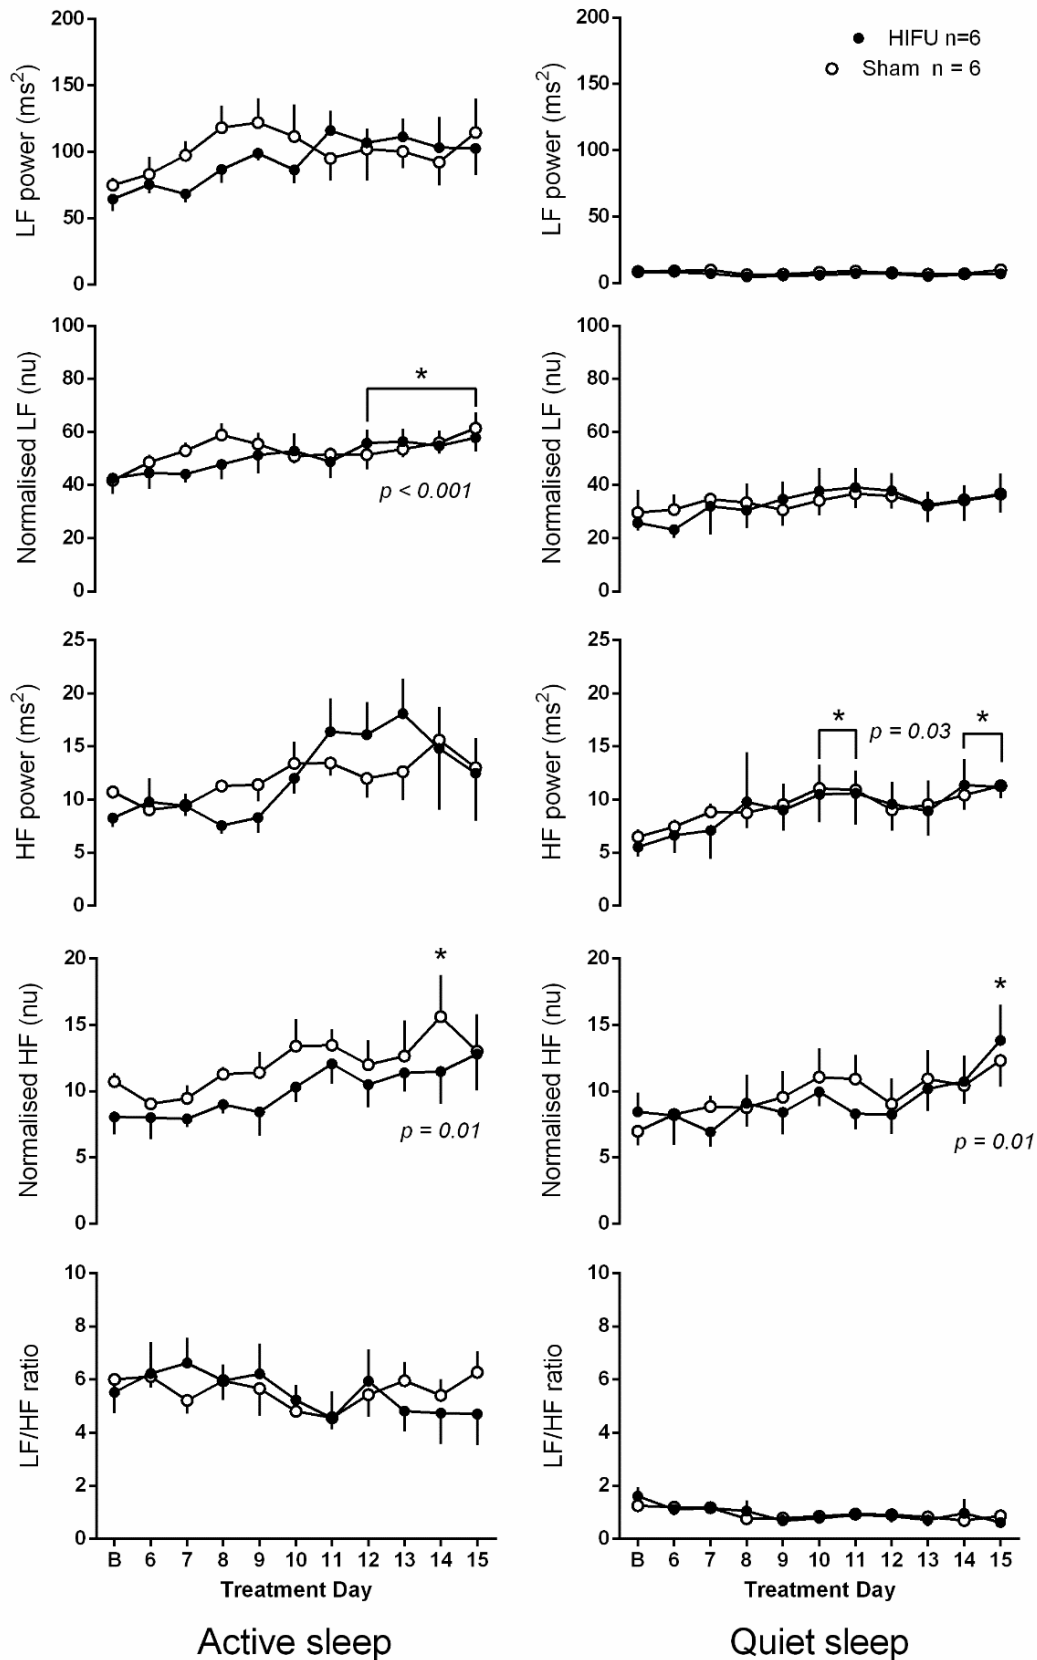 200
150
100
50
0
LF power (ms²)
200
150
100
50
0
LF power (ms²)
HIFU n=6
Sham n = 6
100
80
60
40
20
0
Normalised LF (nu)
*
p < 0.001
100
80
60
40
20
0
Normalised LF (nu)
25
20
15
10
5
0
HF power (ms²)
25
20
15
10
5
0
HF power (ms²)
* p = 0.03 *
20
15
10
5
0
Normalised HF (nu)
*
p = 0.01
20
15
10
5
0
Normalised HF (nu)
*
p = 0.01
10
8
6
4
2
0
LF/HF ratio
B 6 7 8 9 10 11 12 13 14 15
Treatment Day
Active sleep
10
8
6
4
2
0
LF/HF ratio
B 6 7 8 9 10 11 12 13 14 15
Treatment Day
Quiet sleep